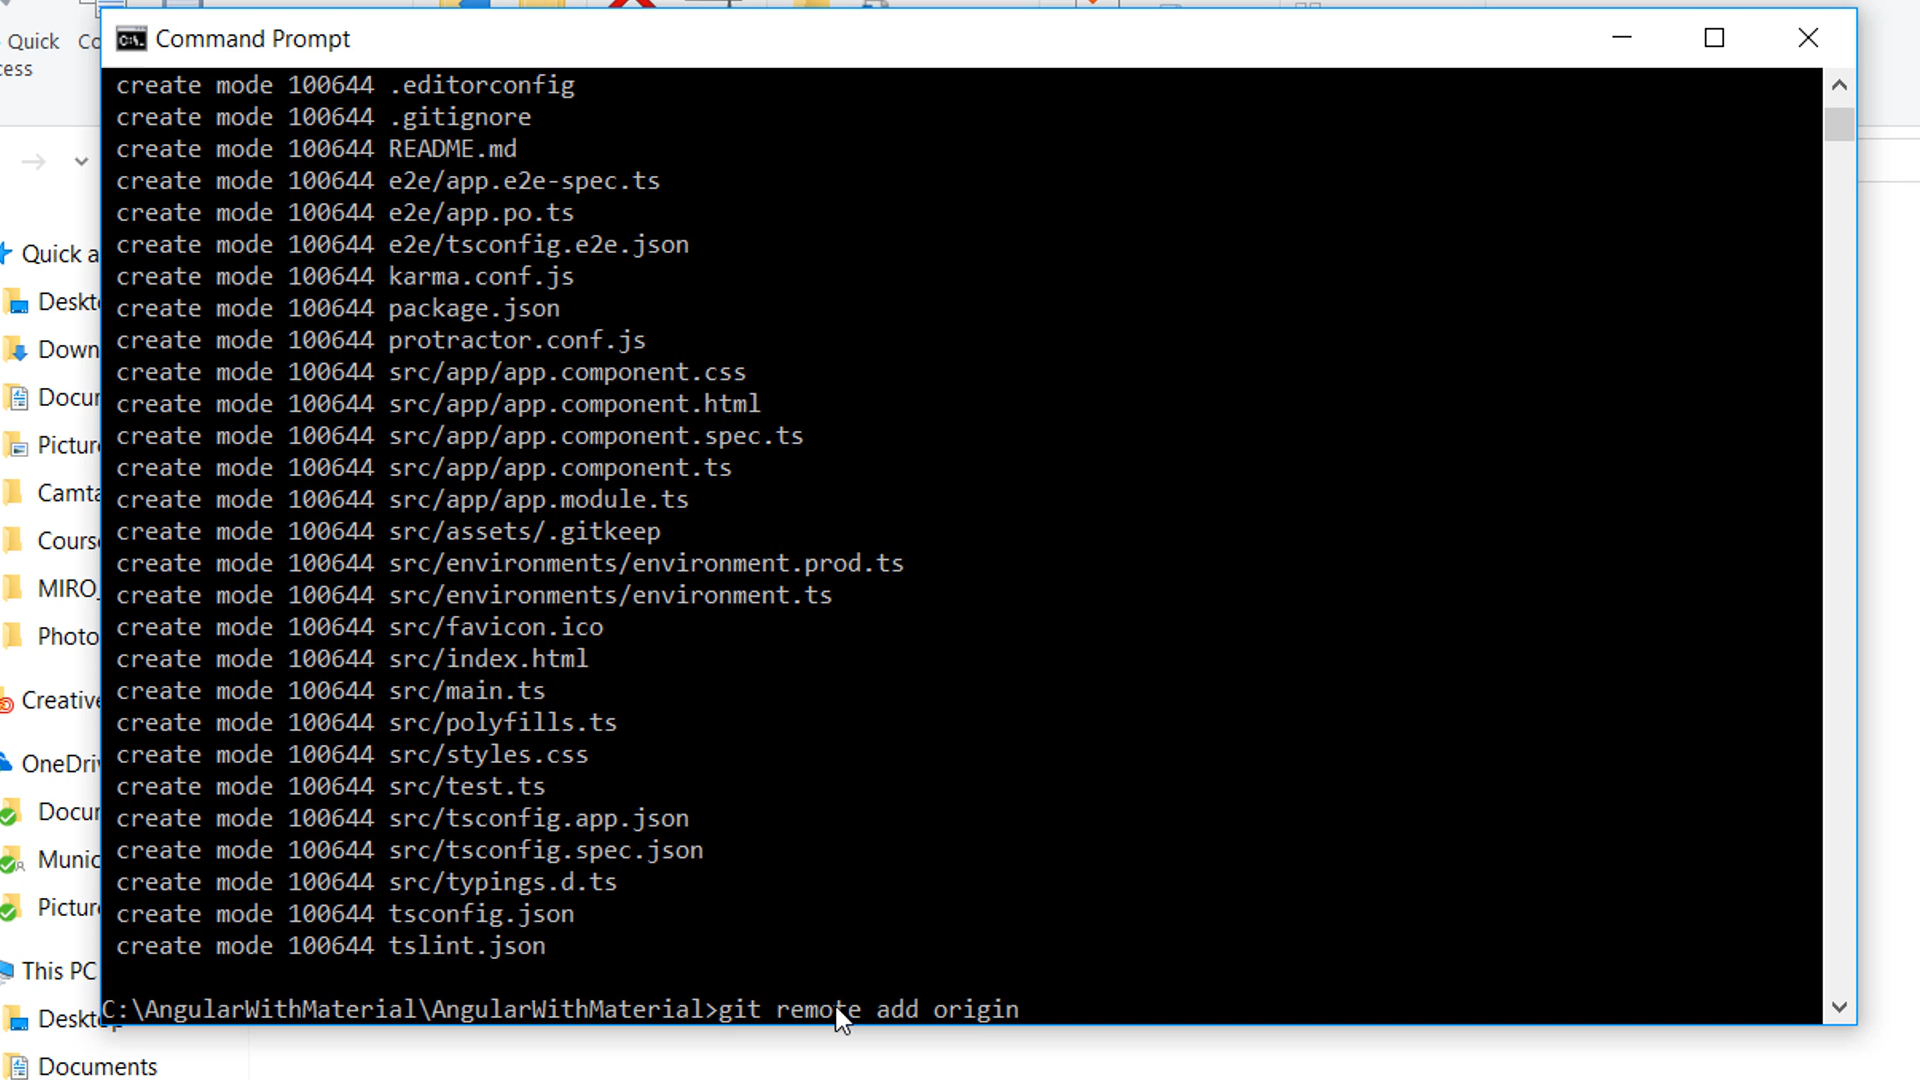 Quick
Co
cess
Command Prompt
create mode 100644 .editorconfig
create mode 100644 .gitignore
create mode 100644 README.md
create mode 100644 e2e/app.e2e-spec.ts
create mode 100644 e2e/app.po.ts
create mode 100644 e2e/tsconfig.e2e.json
create mode 100644 karma.conf.js
create mode 100644 package.json
create mode 100644 protractor.conf.js
create mode 100644 src/app/app.component.css
create mode 100644 src/app/app.component.html
create mode 100644 src/app/app.component.spec.ts
create mode 100644 src/app/app.component.ts
create mode 100644 src/app/app.module.ts
create mode 100644 src/assets/.gitkeep
create mode 100644 src/environments/environment.prod.ts
create mode 100644 src/environments/environment.ts
create mode 100644 src/favicon.ico
create mode 100644 src/index.html
create mode 100644 src/main.ts
create mode 100644 src/polyfills.ts
create mode 100644 src/styles.css
create mode 100644 src/test.ts
create mode 100644 src/tsconfig.app.json
create mode 100644 src/tsconfig.spec.json
create mode 100644 src/typings.d.ts
create mode 100644 tsconfig.json
create mode 100644 tslint.json
C:\AngularWithMaterial\AngularWithMaterial>git remote add origin
Quick a
Deskt
Down
Docur
Pictur
Camta
Cours
MIRO_
Photo
Creative
OneDri
Docur
Munic
Pictur
This PC
Desktop
Documents